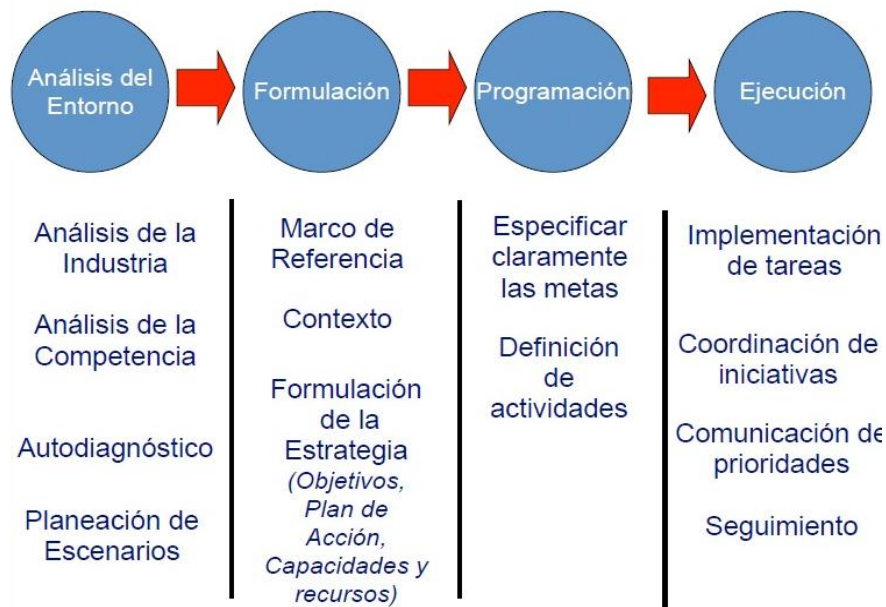 Análisis del
Entorno
Formulación
Programación
Ejecución
Análisis de la
Industria
Análisis de la
Competencia
Autodiagnóstico
Planeación de
Escenarios
Marco de
Referencia
Contexto
Formulación
de la
Estrategia
(Objetivos,
Plan de
Acción,
Capacidades y
recursos)
Especificar
claramente
las metas
Definición
de
actividades
Implementación
de tareas
Coordinación de
iniciativas
Comunicación de
prioridades
Seguimiento